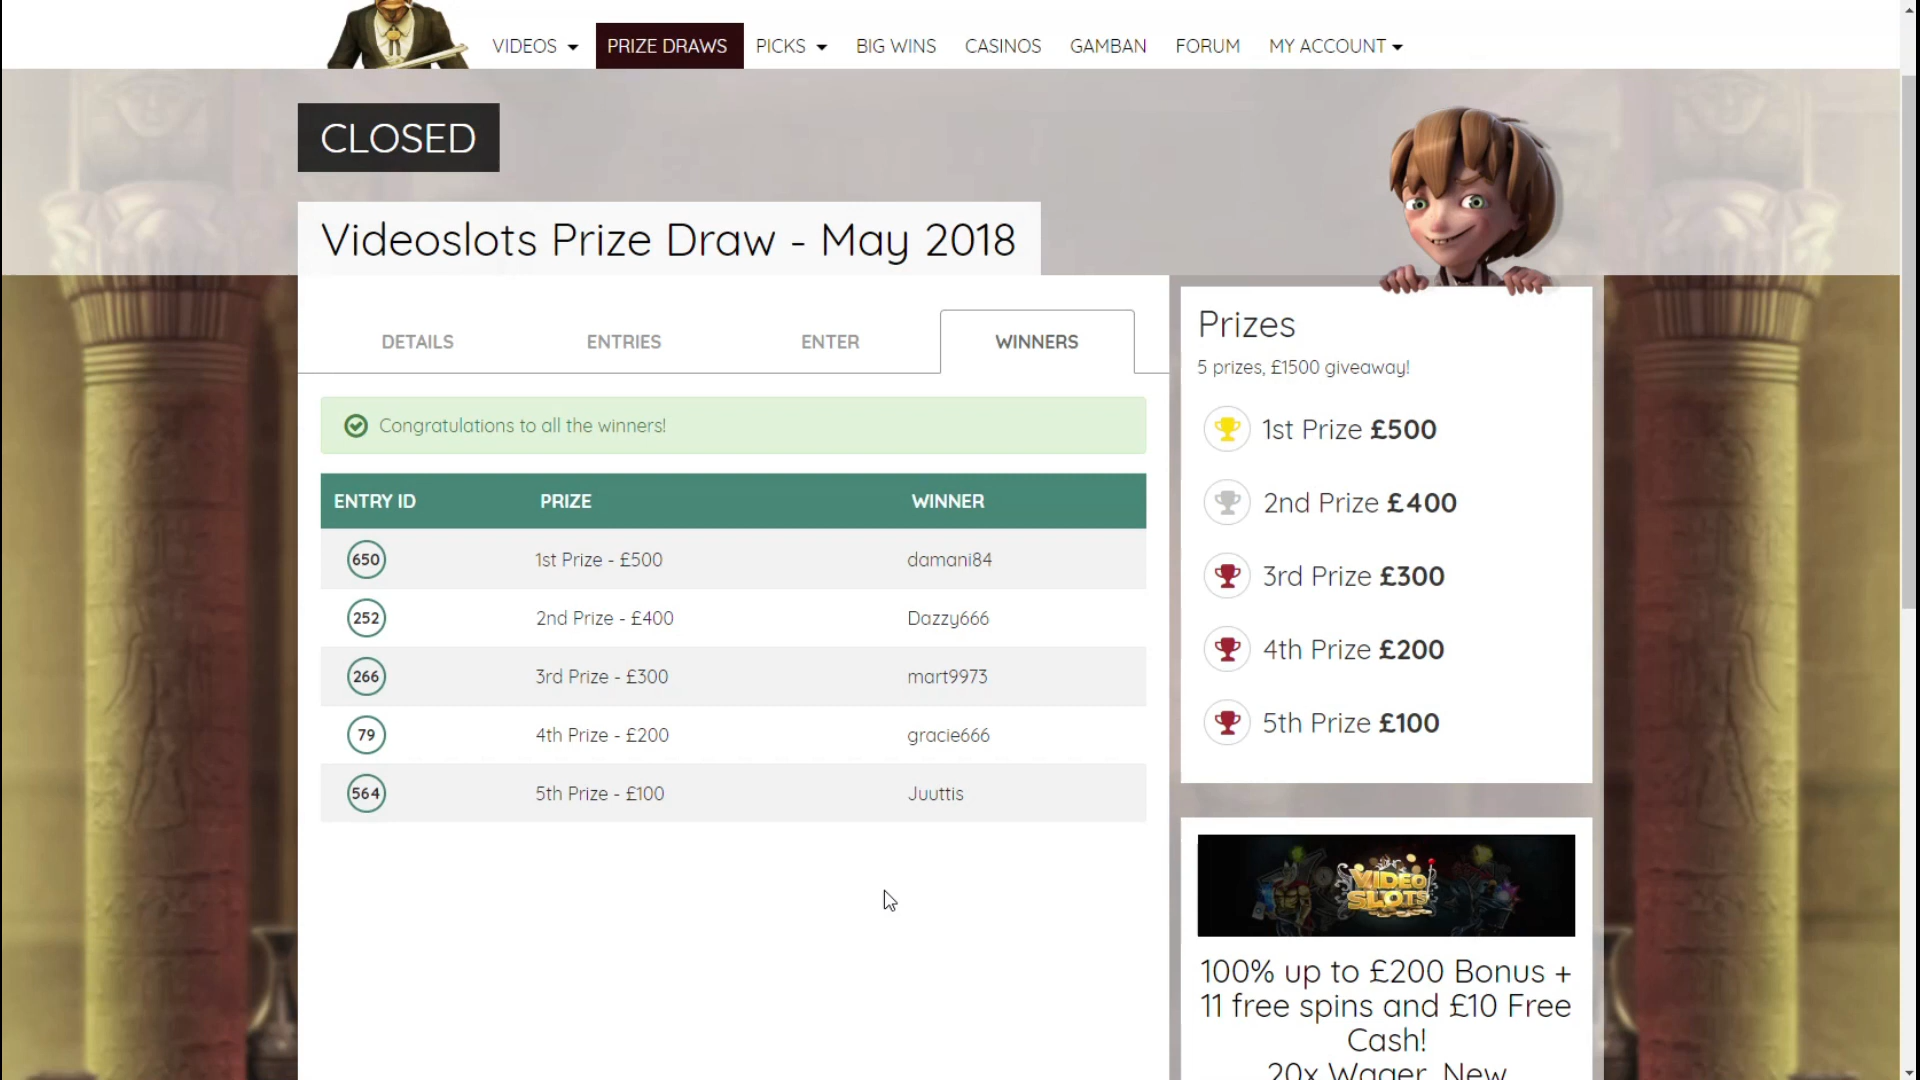 VIDEOS PRIZE DRAWS PICKS BIG WINS CASINOS GAMBAN FORUM MY ACCOUNT
CLOSED
Videoslots Prize Draw - May 2018
DETAILS ENTRIES ENTER WINNERS
Congratulations to all the winners!
ENTRY ID PRIZE WINNER
650 1st Prize - £500 damani84
252 2nd Prize - £400 Dazzy666
266 3rd Prize - £300 mart9973
79 4th Prize - £200 gracie666
564 5th Prize - £100 Juuttis
Prizes
5 prizes, £1500 giveaway!
1st Prize £500
2nd Prize £400
3rd Prize £300
4th Prize £200
5th Prize £100
VIDEO
SLOTS
100% up to £200 Bonus +
11 free spins and £10 Free
Cash!
20x Wager. New